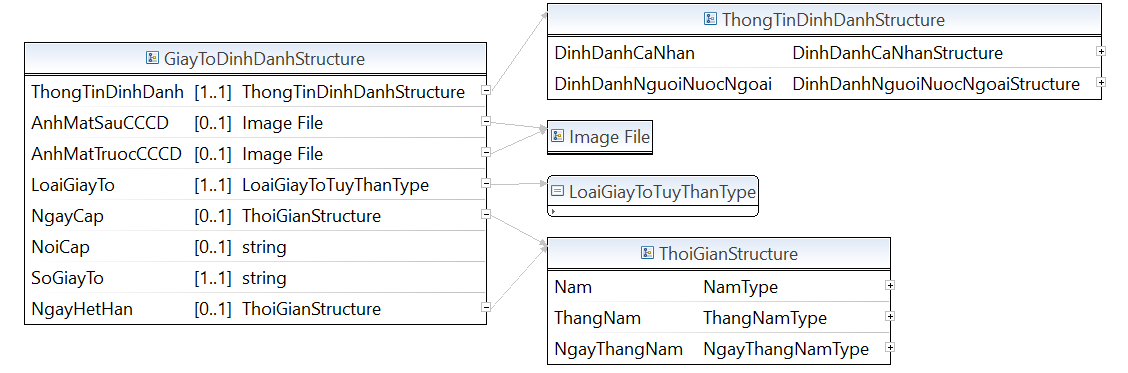 GiayToDinhDanhStructure
ThongTinDinhDanh [1..1] ThongTinDinhDanhStructure
AnhMatSauCCCD [0..1] Image File
AnhMatTruocCCCD [0..1] Image File
LoaiGiayTo [1..1] LoaiGiayToTuyThanType
NgayCap [0..1] ThoiGianStructure
NoiCap [0..1] string
SoGiayTo [1..1] string
NgayHetHan [0..1] ThoiGianStructure
ThongTinDinhDanhStructure
DinhDanhCaNhan DinhDanhCaNhanStructure
DinhDanhNguoiNuocNgoai DinhDanhNguoiNuocNgoaiStructure
Image File
LoaiGiayToTuyThanType
ThoiGianStructure
Nam NamType
ThangNam ThangNamType
NgayThangNam NgayThangNamType